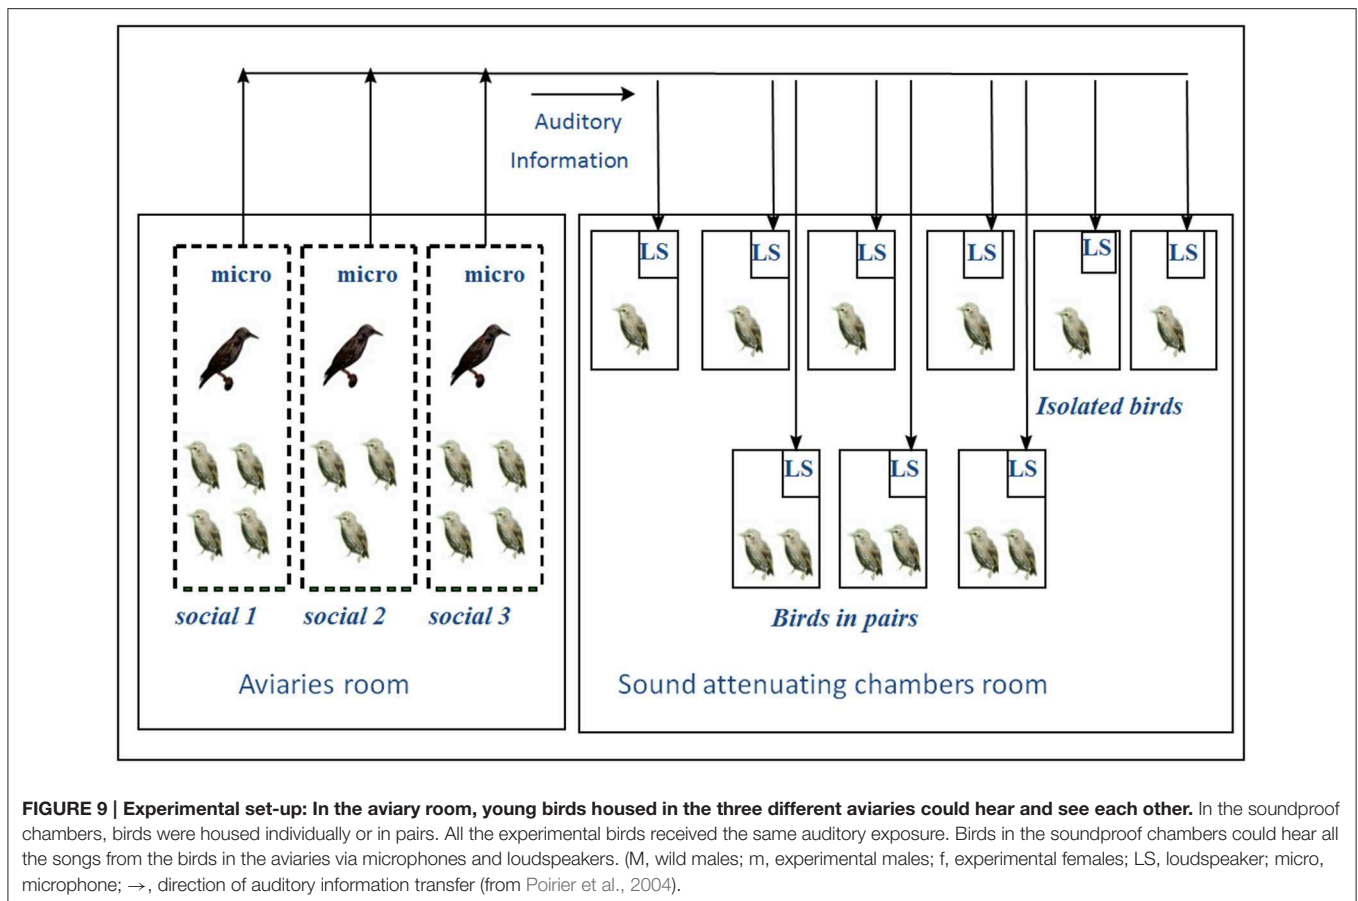 Auditory
Information
micro micro micro
LS LS LS LS LS LS
Isolated birds
LS LS LS
social 1 social 2 social 3
Birds in pairs
Aviaries room
Sound attenuating chambers room
FIGURE 9 | Experimental set-up: In the aviary room, young birds housed in the three different aviaries could hear and see each other. In the soundproof
chambers, birds were housed individually or in pairs. All the experimental birds received the same auditory exposure. Birds in the soundproof chambers could hear all
the songs from the birds in the aviaries via microphones and loudspeakers. (M, wild males; m, experimental males; f, experimental females; LS, loudspeaker; micro,
microphone; →, direction of auditory information transfer (from Poirier et al., 2004).